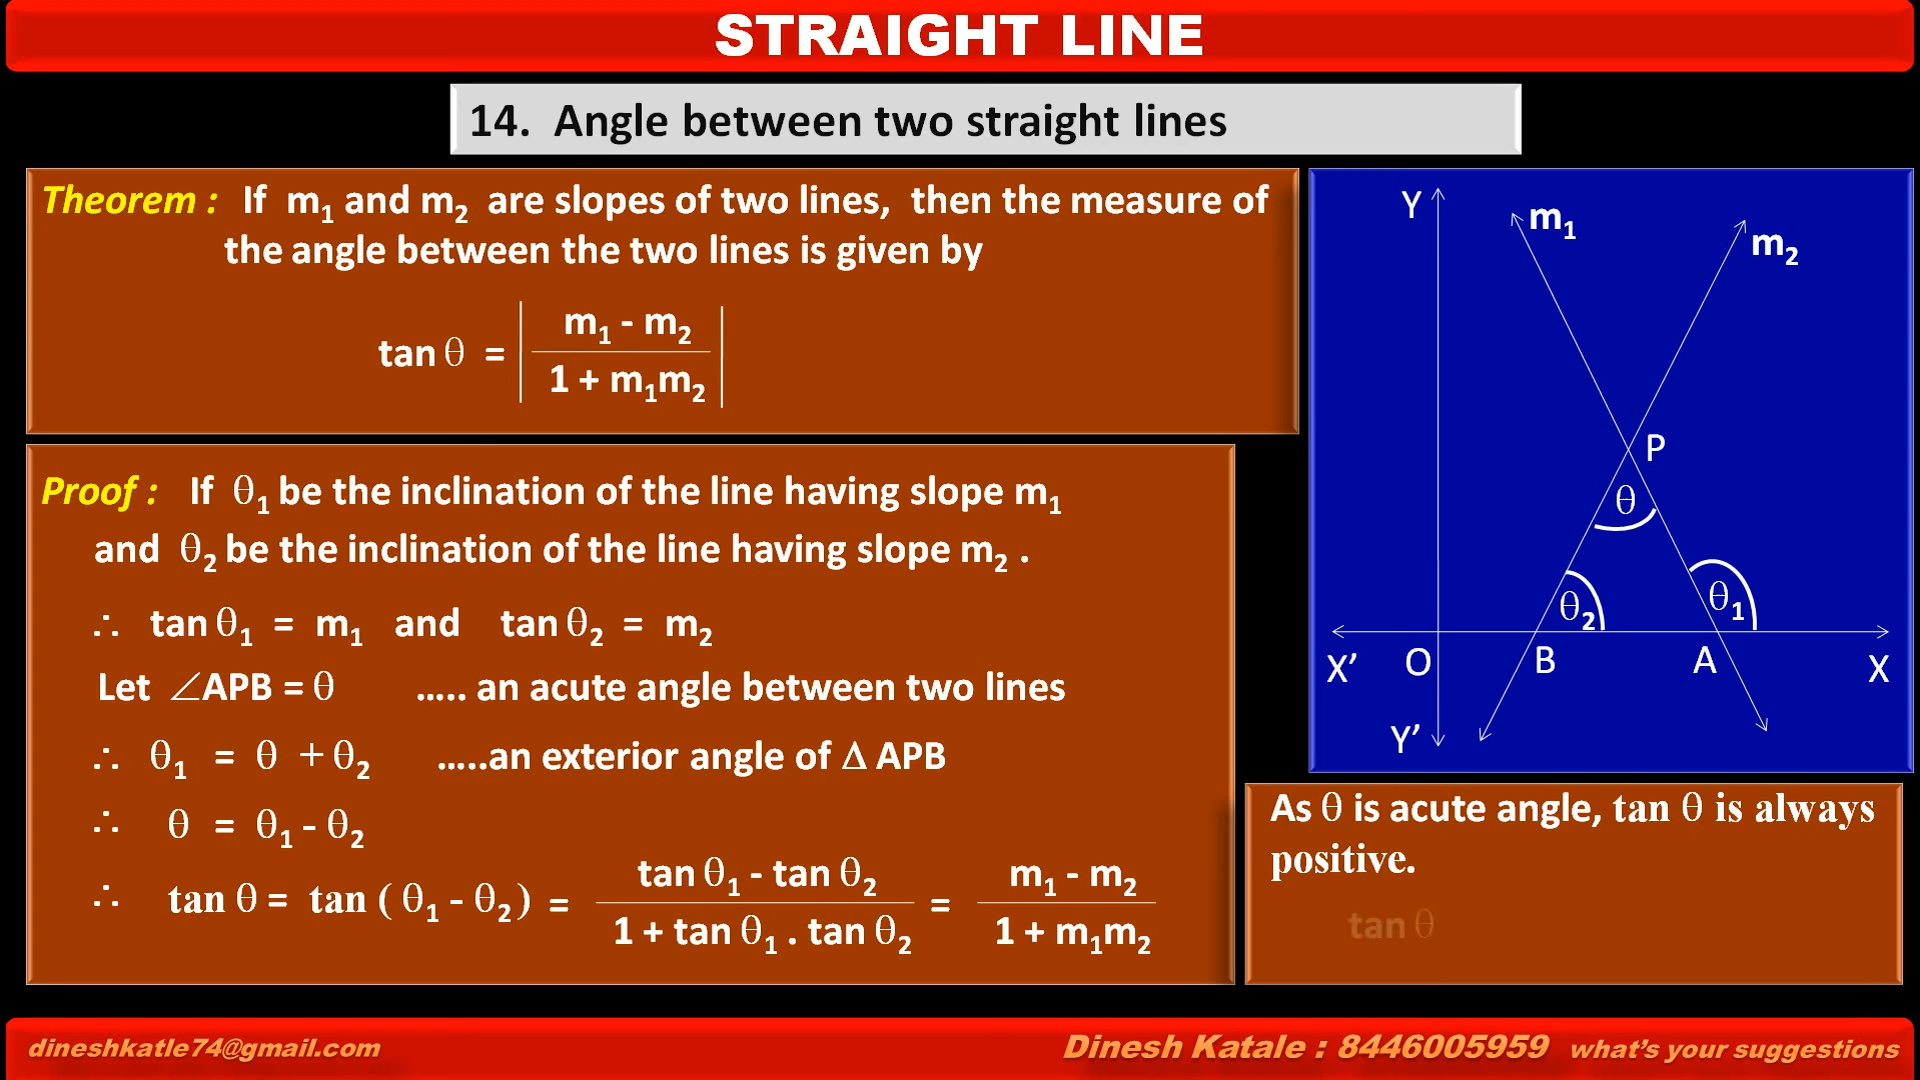 STRAIGHT LINE
14. Angle between two straight lines
Theorem : If m₁ and m₂ are slopes of two lines, then the measure of
the angle between the two lines is given by
tan θ = | (m₁ - m₂) / (1 + m₁m₂) |
Proof : If θ₁ be the inclination of the line having slope m₁
and θ₂ be the inclination of the line having slope m₂ .
∴ tan θ₁ = m₁ and tan θ₂ = m₂
Let ∠APB = θ ….. an acute angle between two lines
∴ θ₁ = θ + θ₂ …..an exterior angle of Δ APB
∴ θ = θ₁ - θ₂
∴ tan θ = tan ( θ₁ - θ₂ ) = (tan θ₁ - tan θ₂) / (1 + tan θ₁ . tan θ₂) = (m₁ - m₂) / (1 + m₁m₂)
Y
m₁
m₂
P
θ
θ₂
θ₁
X’
O
B
A
X
Y’
As θ is acute angle, tan θ is always
positive.
tan θ
dineshkatle74@gmail.com
Dinesh Katale : 8446005959 what’s your suggestions